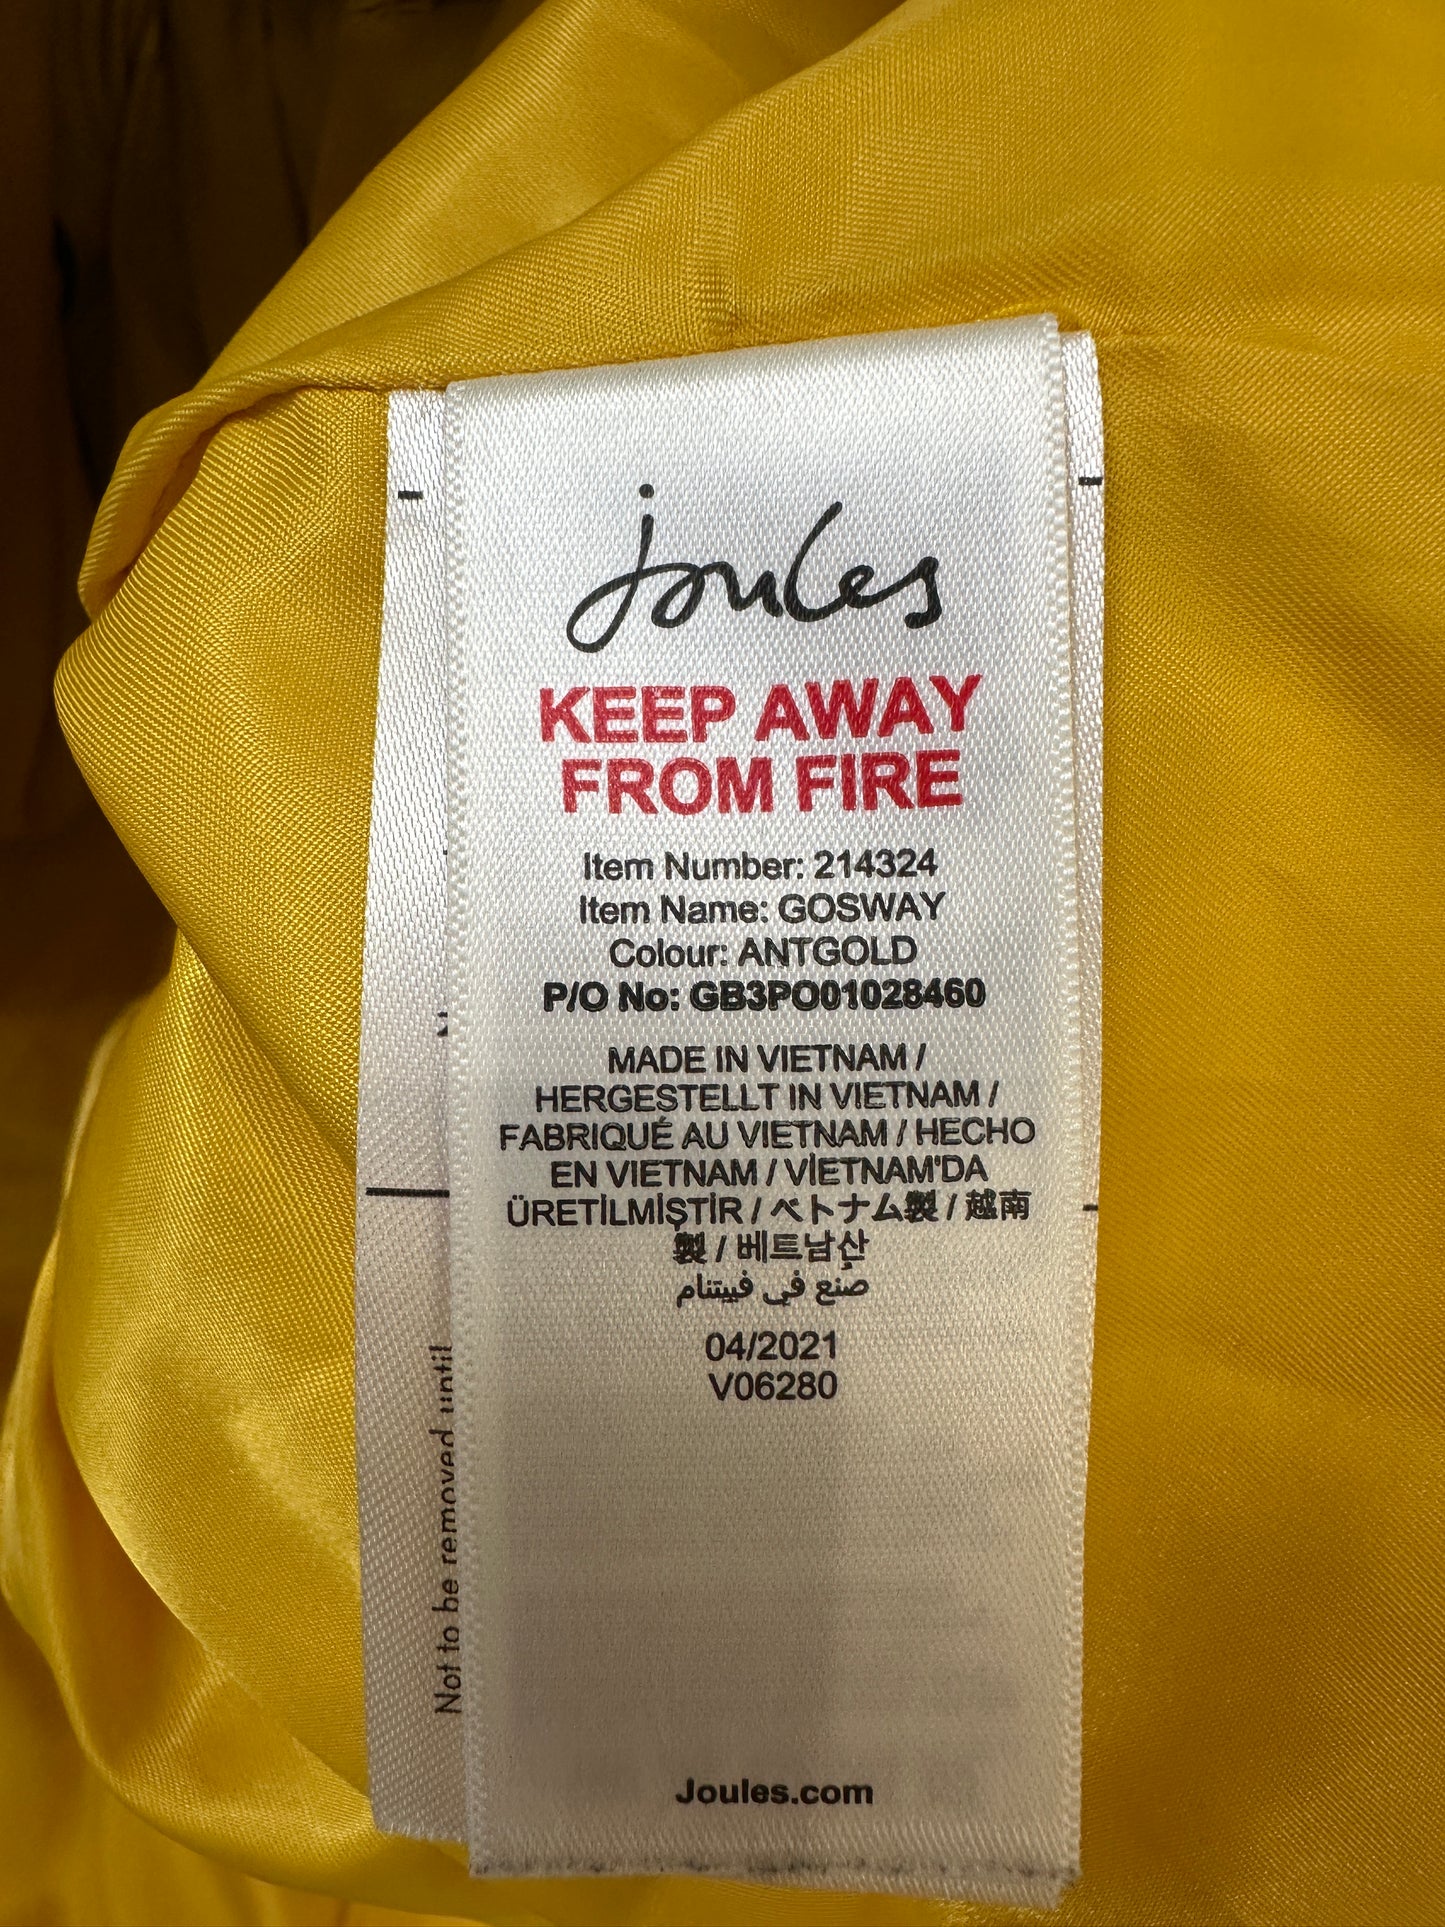 joules
KEEP AWAY
FROM FIRE
Item Number: 214324
Item Name: GOSWAY
Colour: ANTGOLD
P/O No: GB3PO01028460
MADE IN VIETNAM /
HERGESTELLT IN VIETNAM /
FABRIQUÉ AU VIETNAM / HECHO
EN VIETNAM / VİETNAM'DA
ÜRETİLMİŞTİR / ベトナム製 / 越南
製 / 베트남산
صنع في فييتنام
04/2021
V06280
Joules.com
Not to be removed until